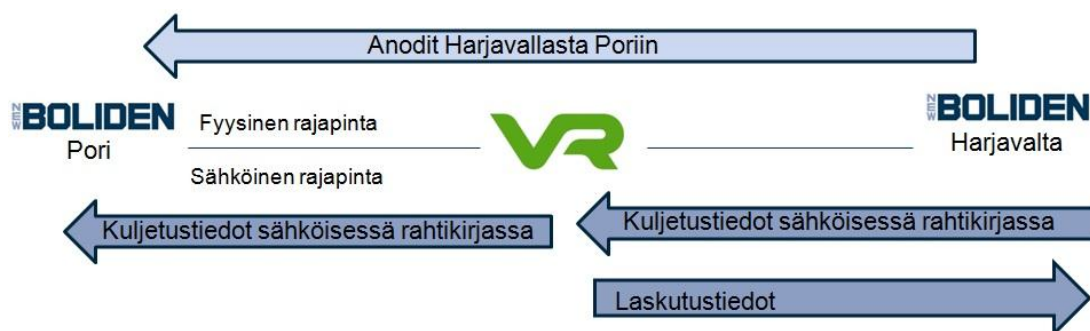 Anodit Harjavallasta Poriin
NEW BOLIDEN
Pori
Fyysinen rajapinta
Sähköinen rajapinta
VR
NEW BOLIDEN
Harjavalta
Kuljetustiedot sähköisessä rahtikirjassa
Kuljetustiedot sähköisessä rahtikirjassa
Laskutustiedot